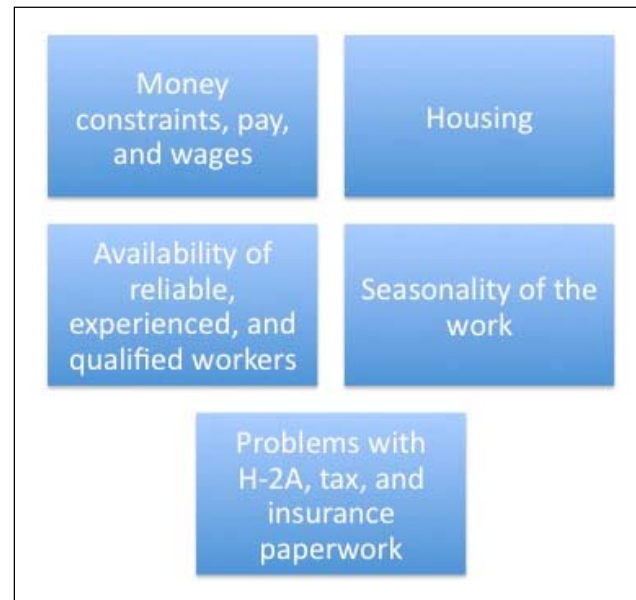 Money
constraints, pay,
and wages
Housing
Availability of
reliable,
experienced, and
qualified workers
Seasonality of the
work
Problems with
H-2A, tax, and
insurance
paperwork